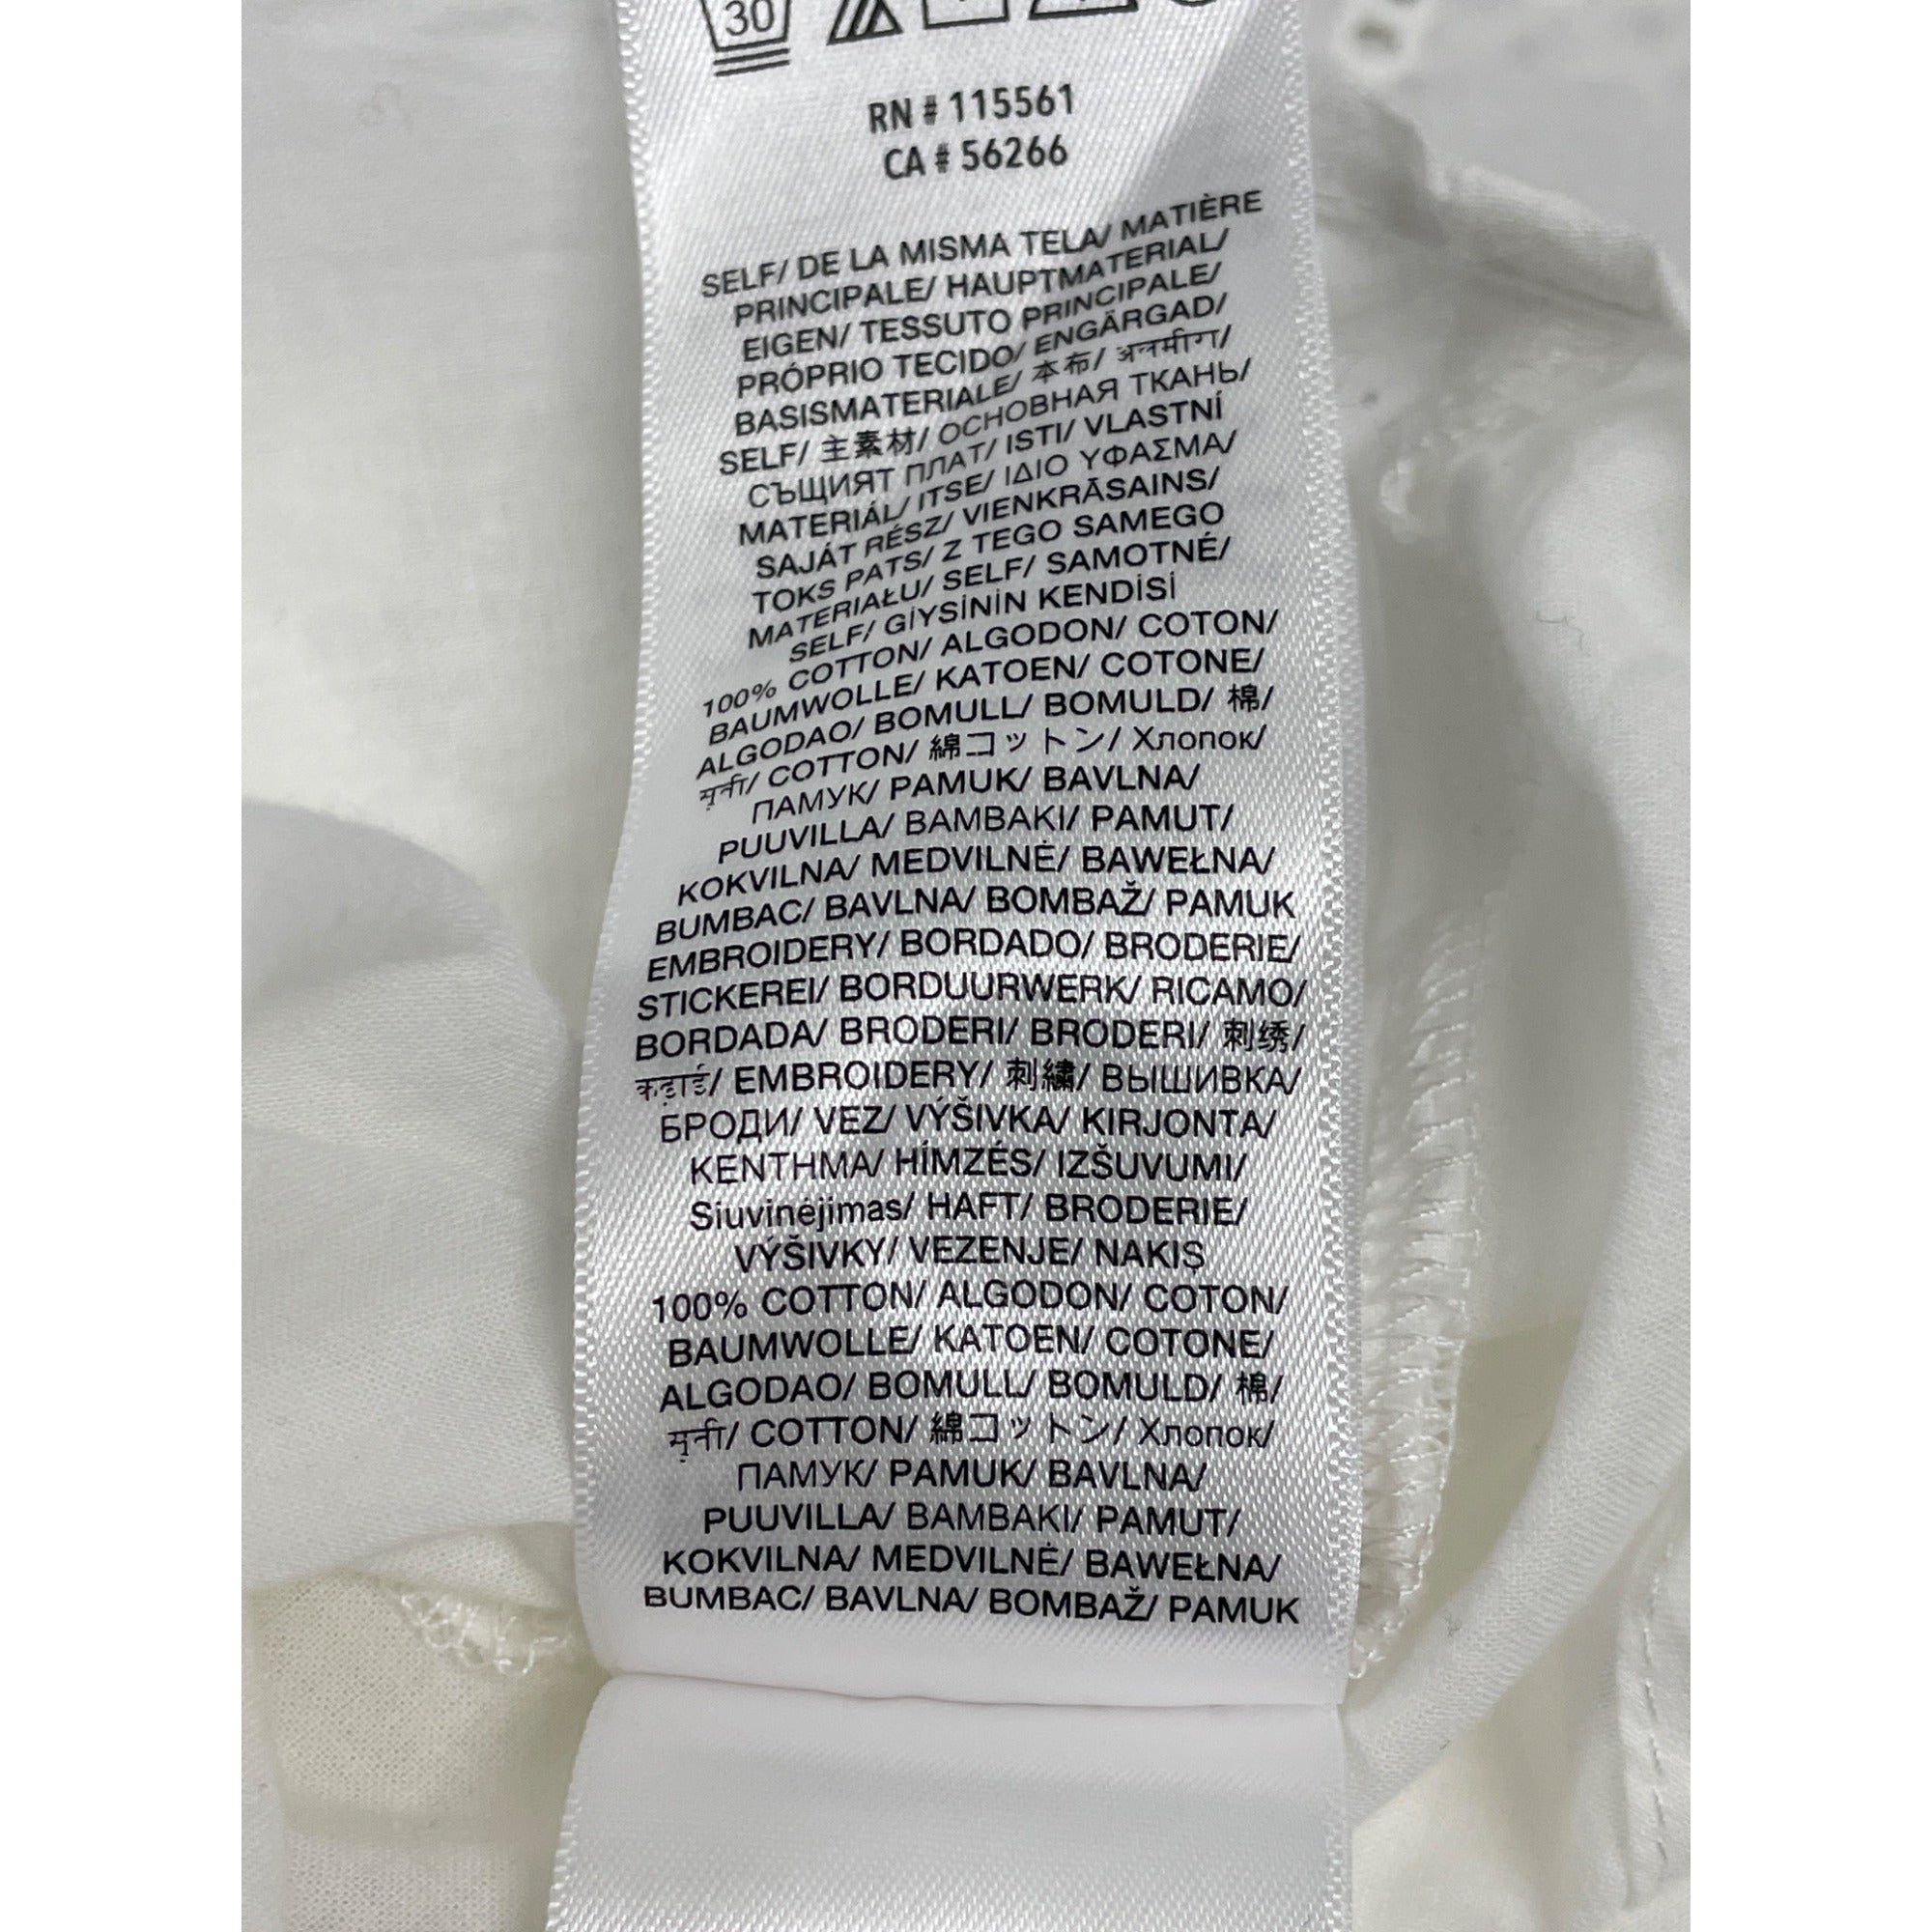 30
RN # 115561
CA # 56266
SELF/ DE LA MISMA TELA/ MATIÈRE
PRINCIPALE/ HAUPTMATERIAL/
EIGEN/ TESSUTO PRINCIPALE/
PRÓPRIO TECIDO/ ENGÄRGAD/
BASISMATERIALE/ 本布/
SELF/ 主素材/ ОСНОВНАЯ ТКАНЬ/
СЪЩИЯТ ПЛАТ/ ISTI/ VLASTNÍ
MATERIÁL/ ITSE/ ΙΔΙΟ ΥΦΑΣΜΑ/
SAJÁT RÉSZ/ VIENKRĀSAINS/
TOKS PATS/ Z TEGO SAMEGO
MATERIAŁU/ SELF/ SAMOTNÉ/
SELF/ GİYSİNİN KENDİSİ
100% COTTON/ ALGODON/ COTON/
BAUMWOLLE/ KATOEN/ COTONE/
ALGODAO/ BOMULL/ BOMULD/ 棉/
सूती/ COTTON/ 綿コットン/ Хлопок/
ПАМУК/ PAMUK/ BAVLNA/
PUUVILLA/ BAMBAKI/ PAMUT/
KOKVILNA/ MEDVILNĖ/ BAWEŁNA/
BUMBAC/ BAVLNA/ BOMBAŽ/ PAMUK
EMBROIDERY/ BORDADO/ BRODERIE/
STICKEREI/ BORDUURWERK/ RICAMO/
BORDADA/ BRODERI/ BRODERI/ 刺绣/
कढ़ाई/ EMBROIDERY/ 刺繍/ ВЫШИВКА/
БРОДИ/ VEZ/ VÝŠIVKA/ KIRJONTA/
ΚΕΝΤΗΜΑ/ HÍMZÉS/ IZŠUVUMI/
Siuvinėjimas/ HAFT/ BRODERIE/
VÝŠIVKY/ VEZENJE/ NAKIŞ
100% COTTON/ ALGODON/ COTON/
BAUMWOLLE/ KATOEN/ COTONE/
ALGODAO/ BOMULL/ BOMULD/ 棉/
सूती/ COTTON/ 綿コットン/ Хлопок/
ПАМУК/ PAMUK/ BAVLNA/
PUUVILLA/ BAMBAKI/ PAMUT/
KOKVILNA/ MEDVILNĖ/ BAWEŁNA/
BUMBAC/ BAVLNA/ BOMBAŽ/ PAMUK